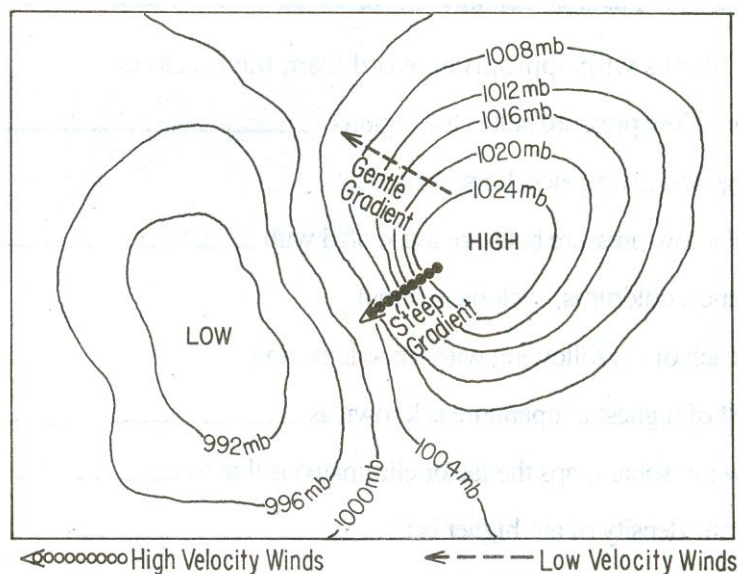 1008mb
1012mb
1016mb
1020mb
1024mb
Gentle
Gradient
HIGH
Steep
Gradient
LOW
992mb
996mb
1000mb
1004mb
High Velocity Winds
Low Velocity Winds